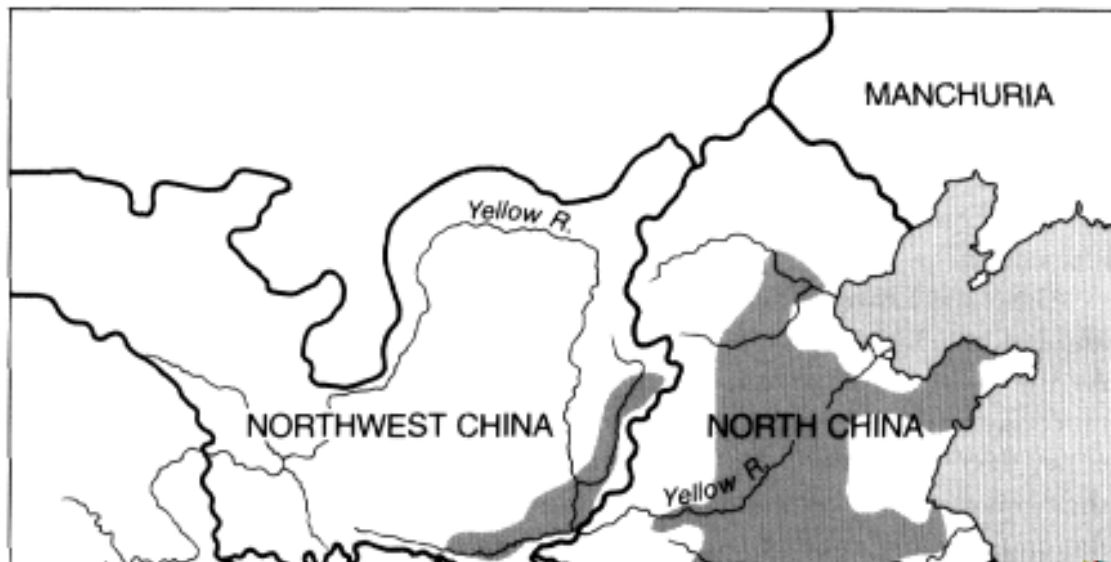 MANCHURIA
Yellow R.
NORTHWEST CHINA
NORTH CHINA
Yellow R.